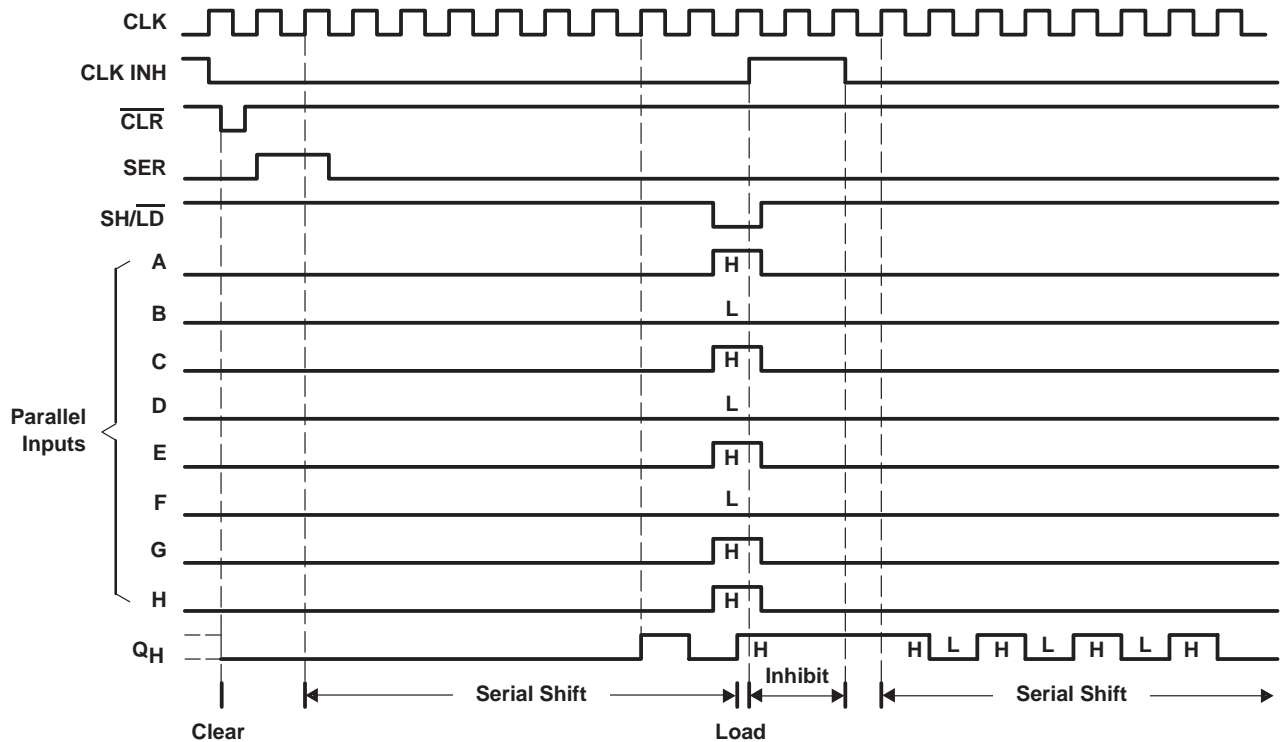 CLK
CLK INH
CLR
SER
SH/LD
A
H
B
L
C
H
D
L
Parallel
Inputs
E
H
F
L
G
H
H
H
QH
H
H
L
H
L
H
L
H
Inhibit
Serial Shift
Serial Shift
Clear
Load